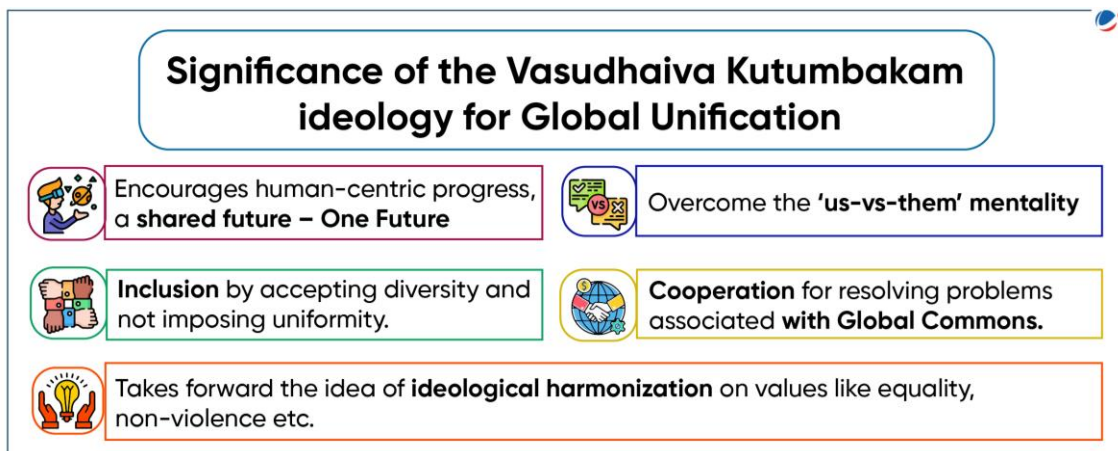 Significance of the Vasudhaiva Kutumbakam
ideology for Global Unification
Encourages human-centric progress,
a shared future – One Future
VS
Overcome the ‘us-vs-them’ mentality
Inclusion by accepting diversity and
not imposing uniformity.
$
Cooperation for resolving problems
associated with Global Commons.
Takes forward the idea of ideological harmonization on values like equality,
non-violence etc.